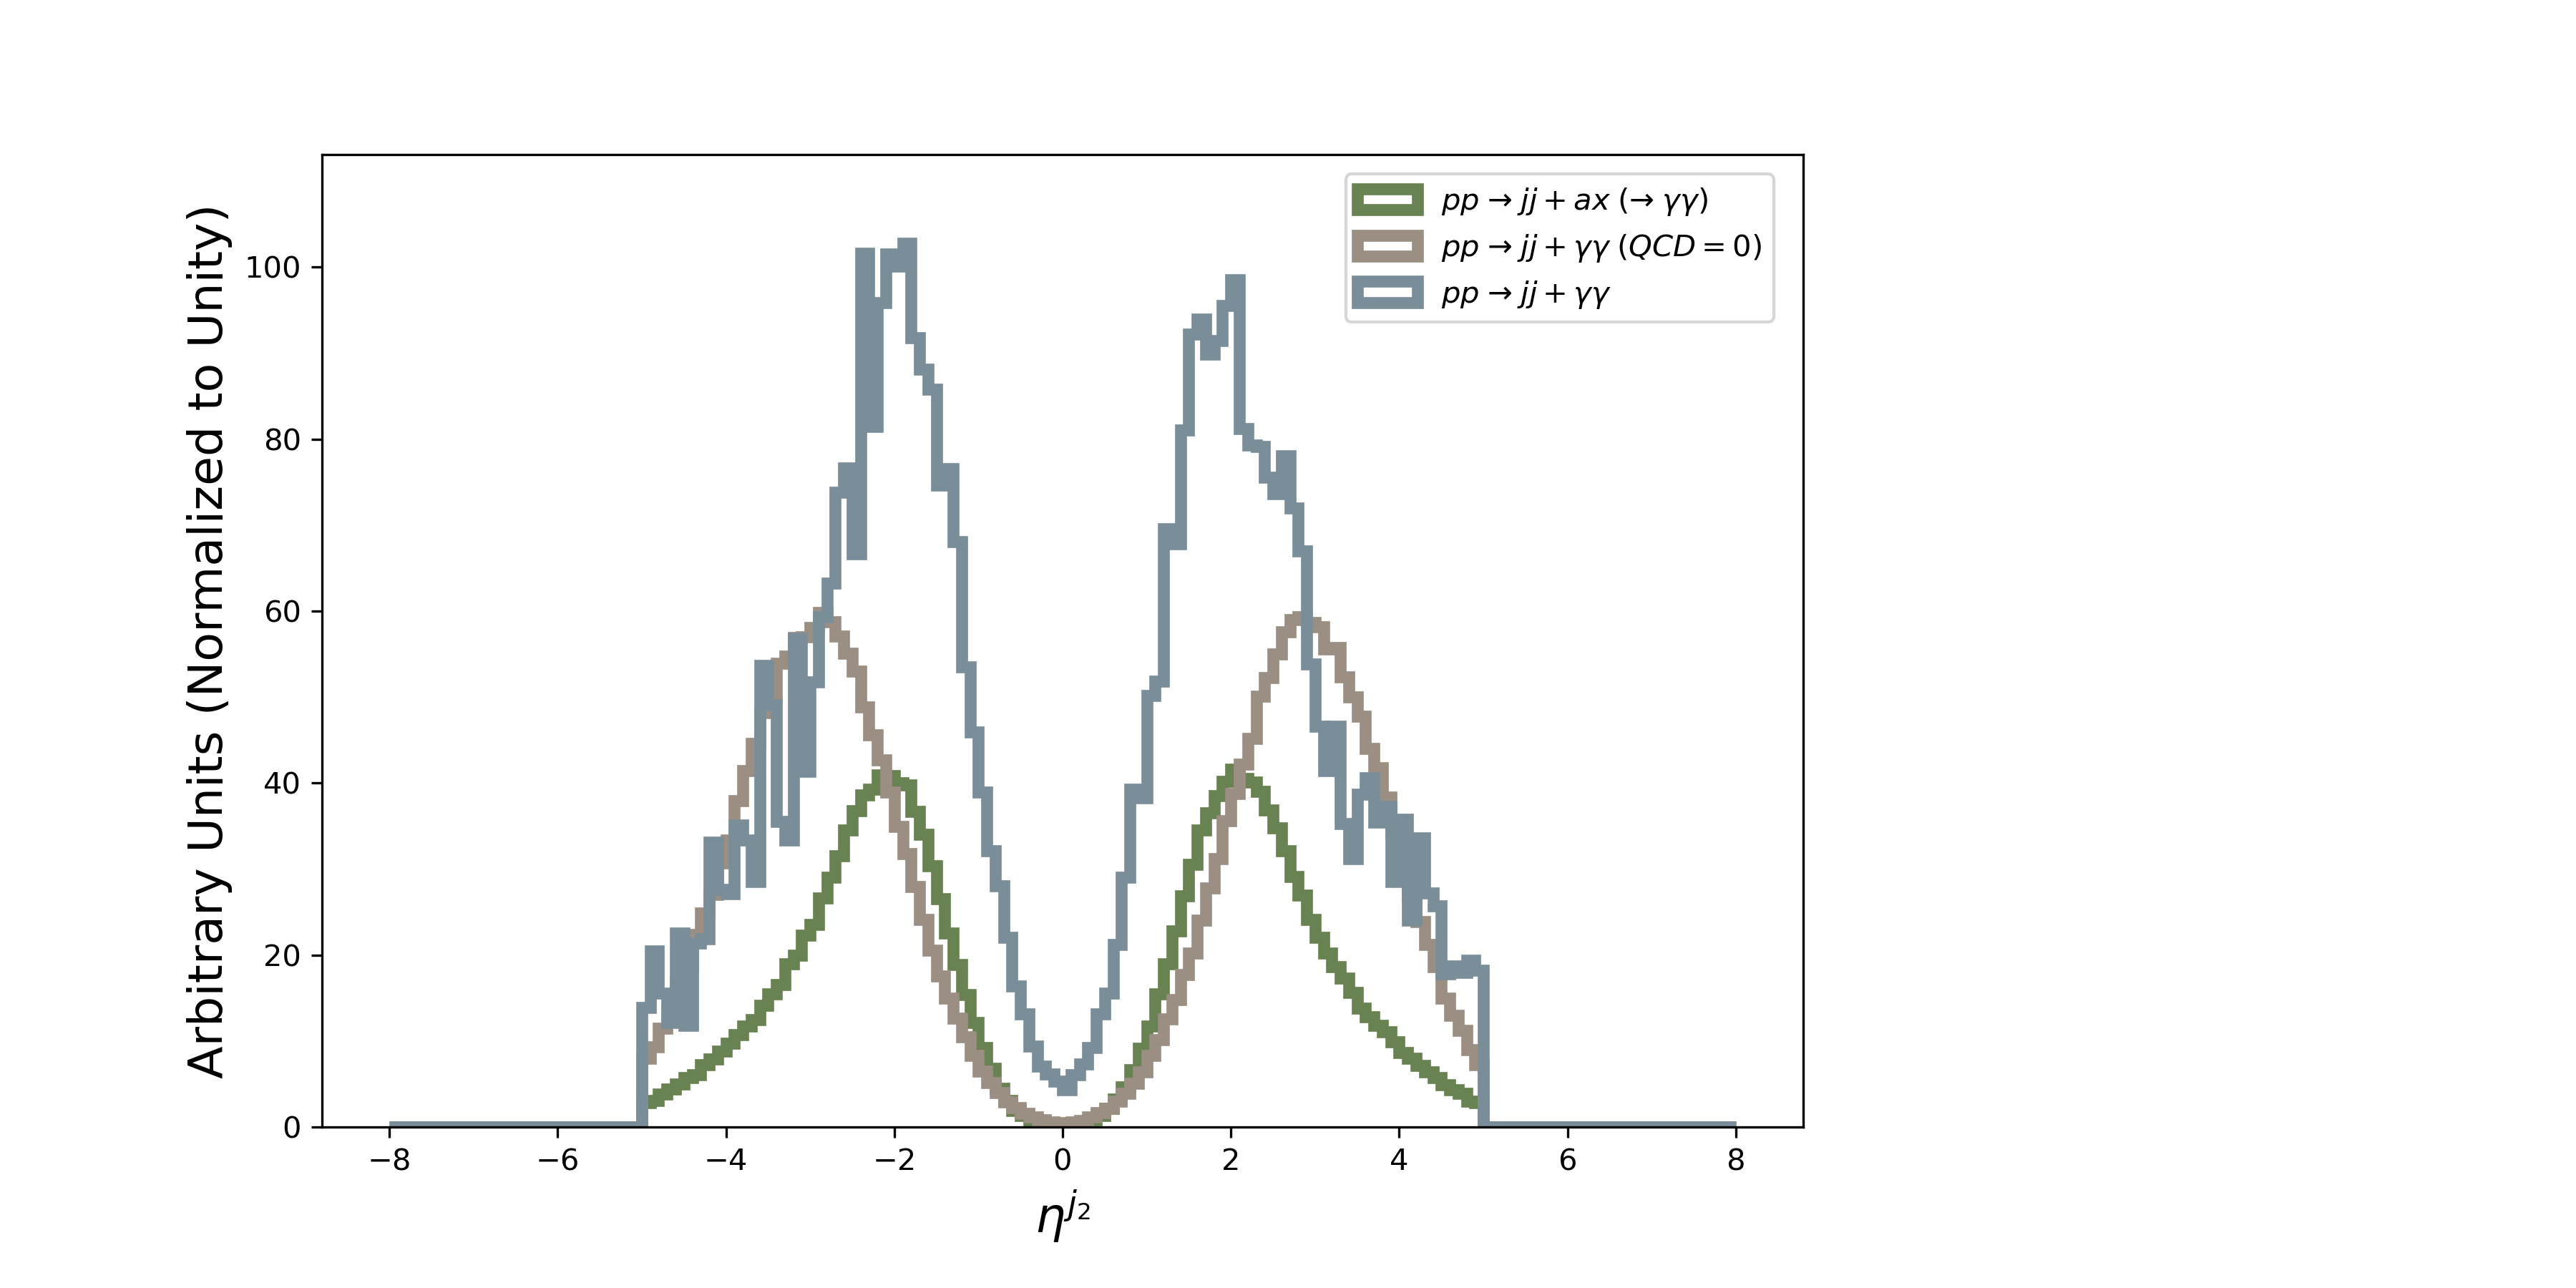 Arbitrary Units (Normalized to Unity)
100
80
60
40
20
0
−8 −6 −4 −2 0 2 4 6 8
η^{j_2}
pp → jj + ax (→ γγ)
pp → jj + γγ (QCD = 0)
pp → jj + γγ